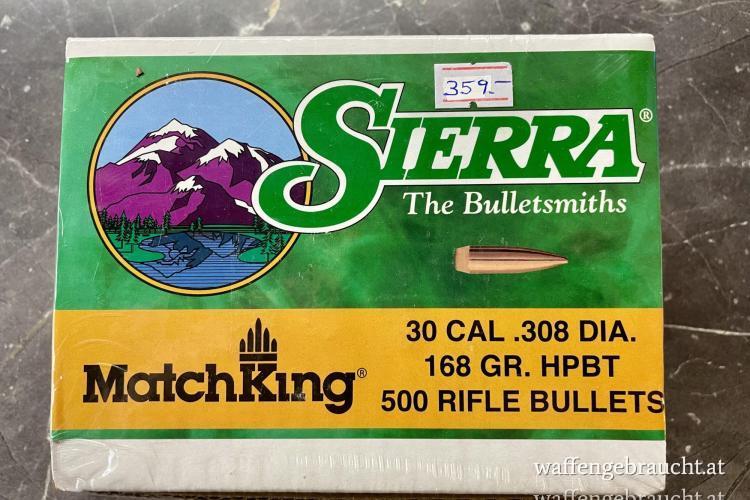 359.-
SIERRA®
The Bulletsmiths
30 CAL .308 DIA.
168 GR. HPBT
MatchKing®
500 RIFLE BULLETS
waffengebraucht.at
waffengebraucht.at